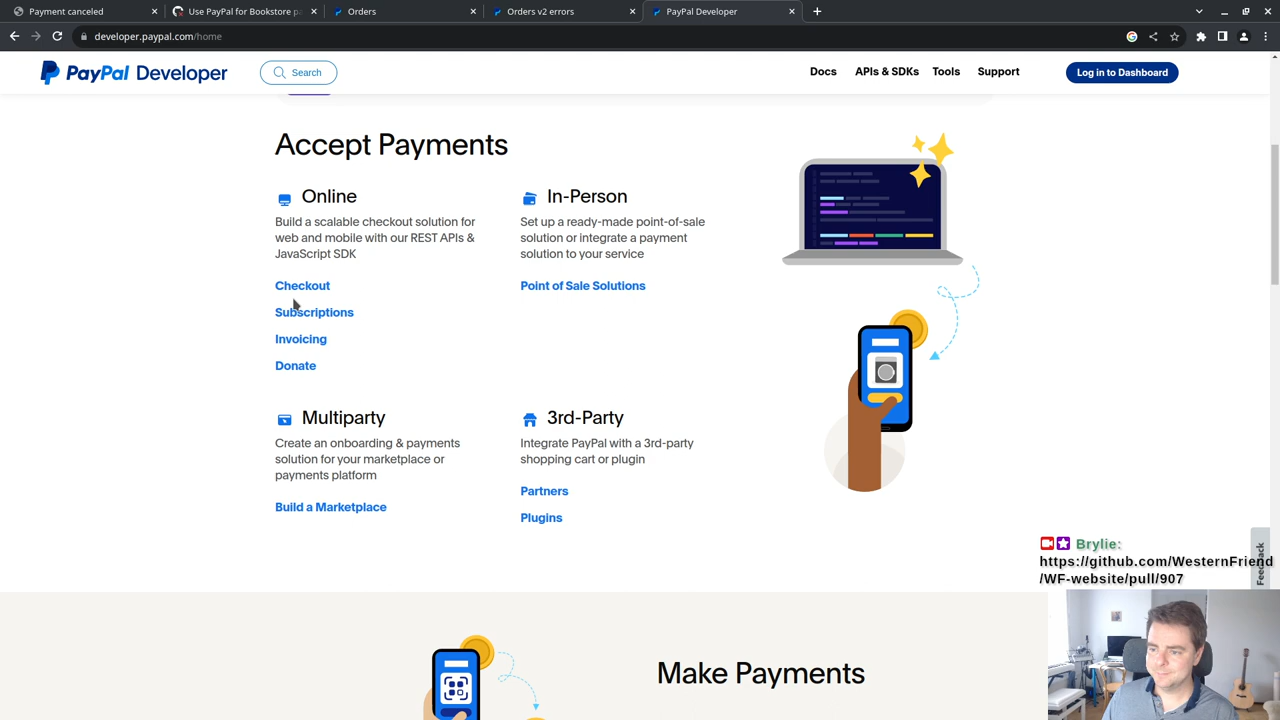 Payment canceled
Use PayPal for Bookstore pa
Orders
Orders v2 errors
PayPal Developer
developer.paypal.com/home
PayPal Developer
Search
Docs
APIs & SDKs
Tools
Support
Log in to Dashboard
Accept Payments
Online
Build a scalable checkout solution for
web and mobile with our REST APIs &
JavaScript SDK
Checkout
Subscriptions
Invoicing
Donate
In-Person
Set up a ready-made point-of-sale
solution or integrate a payment
solution to your service
Point of Sale Solutions
Multiparty
Create an onboarding & payments
solution for your marketplace or
payments platform
Build a Marketplace
3rd-Party
Integrate PayPal with a 3rd-party
shopping cart or plugin
Partners
Plugins
Feedback
Brylie:
https://github.com/WesternFriend
/WF-website/pull/907
Make Payments